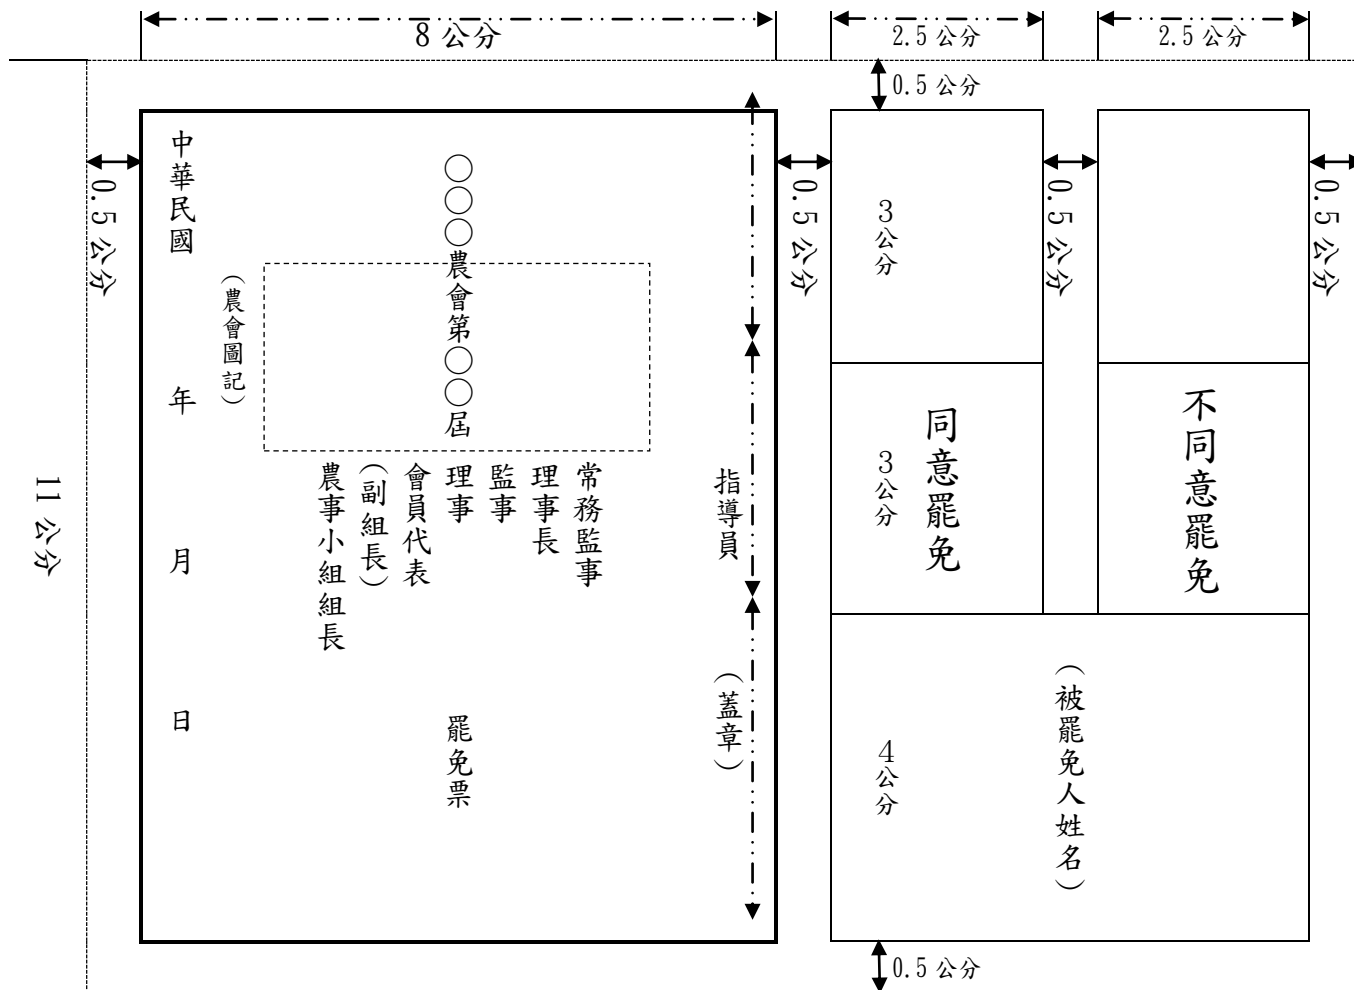 8 公分
2.5 公分
2.5 公分
0.5 公分
0.5 公分
不同意罷免
0.5 公分
3公分
同意罷免
3公分
(被罷免人姓名)
4公分
0.5 公分
0.5 公分
指導員
(蓋章)
常務監事
理事長
監事
◯◯◯農會第◯◯屆
理事
罷免票
會員代表
(副組長)
農事小組組長
(農會圖記)
中華民國 年 月 日
0.5 公分
11 公分